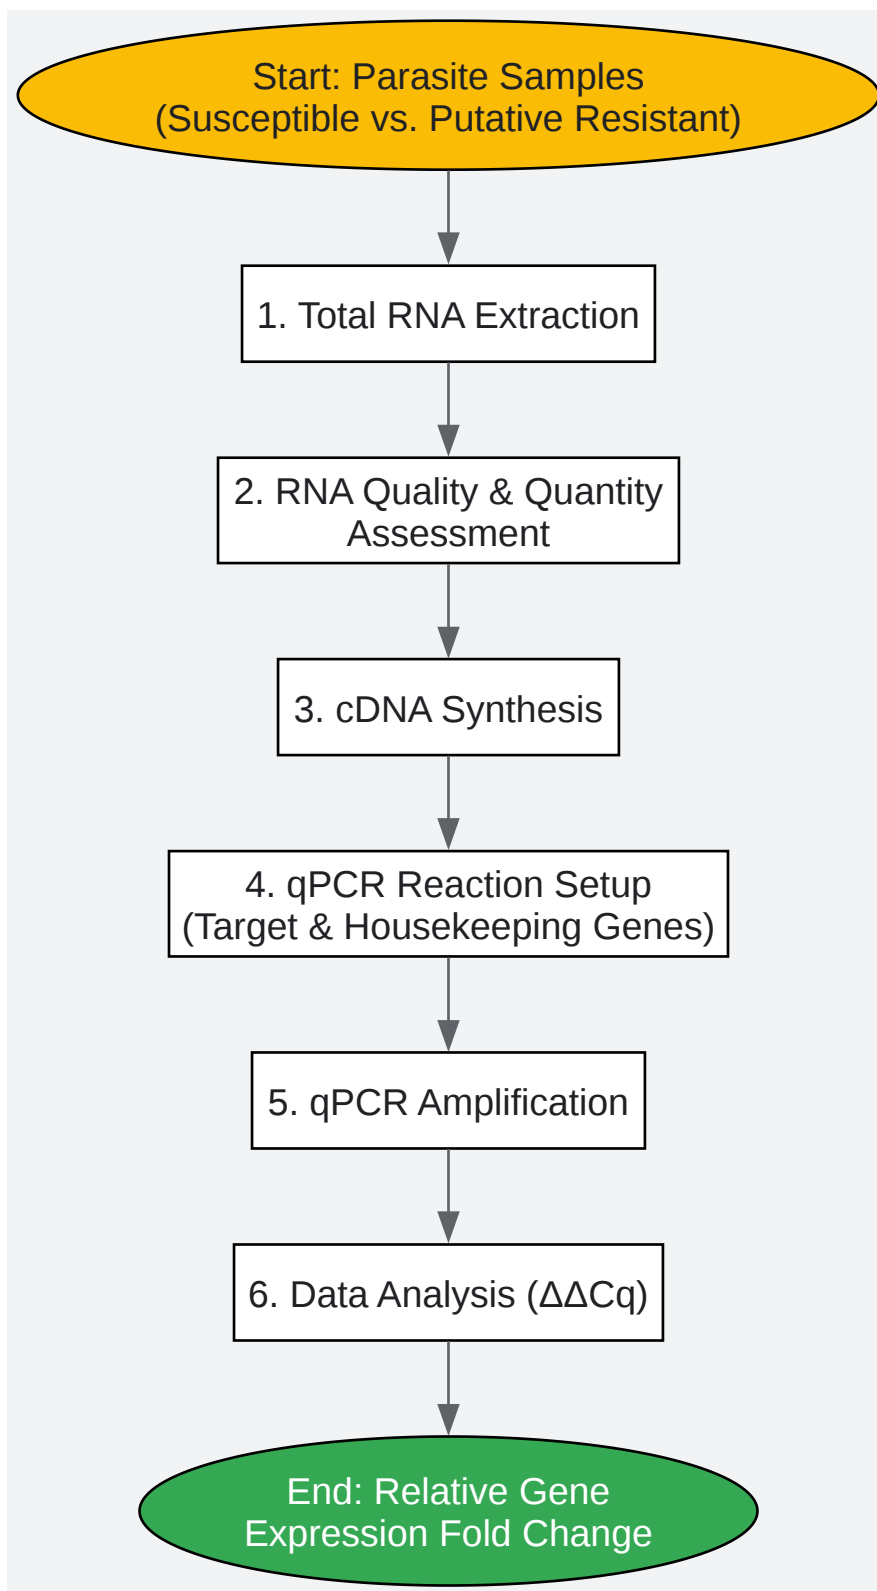 Start: Parasite Samples
(Susceptible vs. Putative Resistant)
1. Total RNA Extraction
2. RNA Quality & Quantity
Assessment
3. cDNA Synthesis
4. qPCR Reaction Setup
(Target & Housekeeping Genes)
5. qPCR Amplification
6. Data Analysis (ΔΔCq)
End: Relative Gene
Expression Fold Change